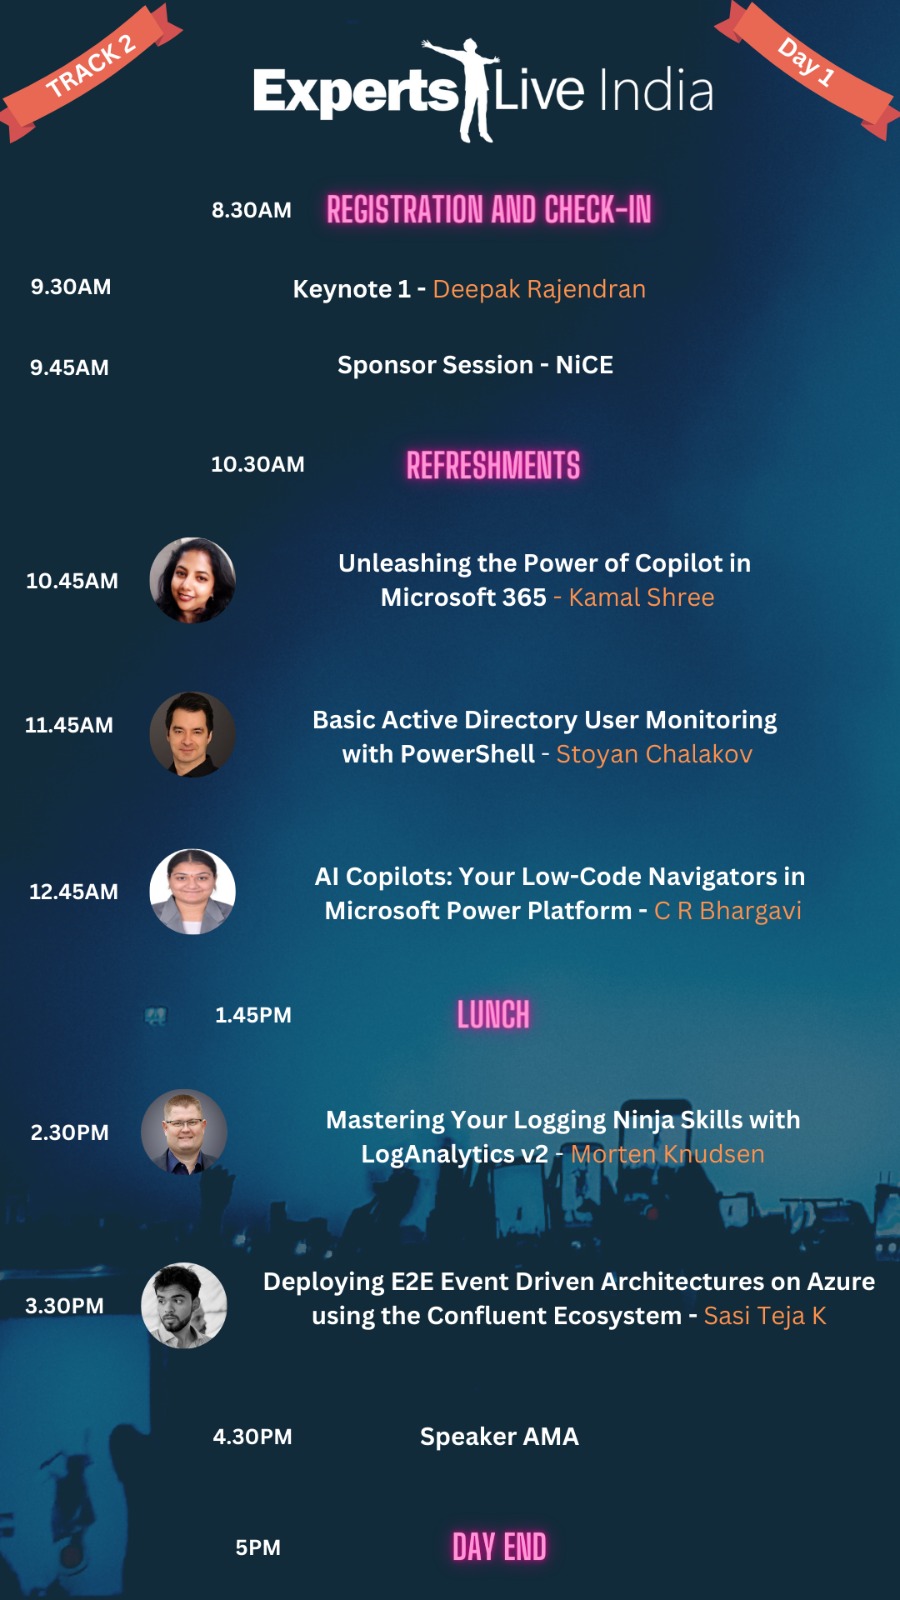 TRACK 2
Day 1
Experts Live India
8.30AM REGISTRATION AND CHECK-IN
9.30AM Keynote 1 - Deepak Rajendran
9.45AM Sponsor Session - NiCE
10.30AM REFRESHMENTS
10.45AM Unleashing the Power of Copilot in
Microsoft 365 - Kamal Shree
11.45AM Basic Active Directory User Monitoring
with PowerShell - Stoyan Chalakov
12.45AM AI Copilots: Your Low-Code Navigators in
Microsoft Power Platform - C R Bhargavi
1.45PM LUNCH
2.30PM Mastering Your Logging Ninja Skills with
LogAnalytics v2 - Morten Knudsen
3.30PM Deploying E2E Event Driven Architectures on Azure
using the Confluent Ecosystem - Sasi Teja K
4.30PM Speaker AMA
5PM DAY END